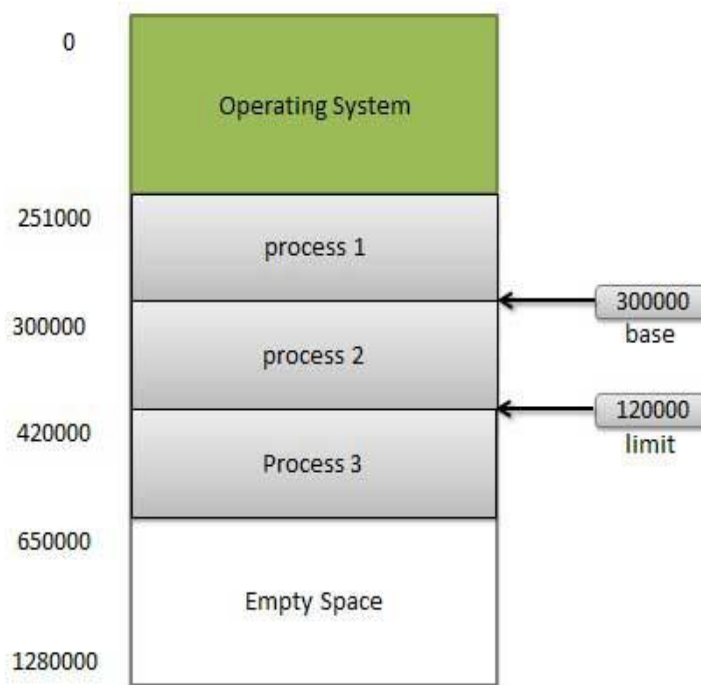 0
Operating System
251000
process 1
300000
base
300000
process 2
120000
limit
420000
Process 3
650000
Empty Space
1280000